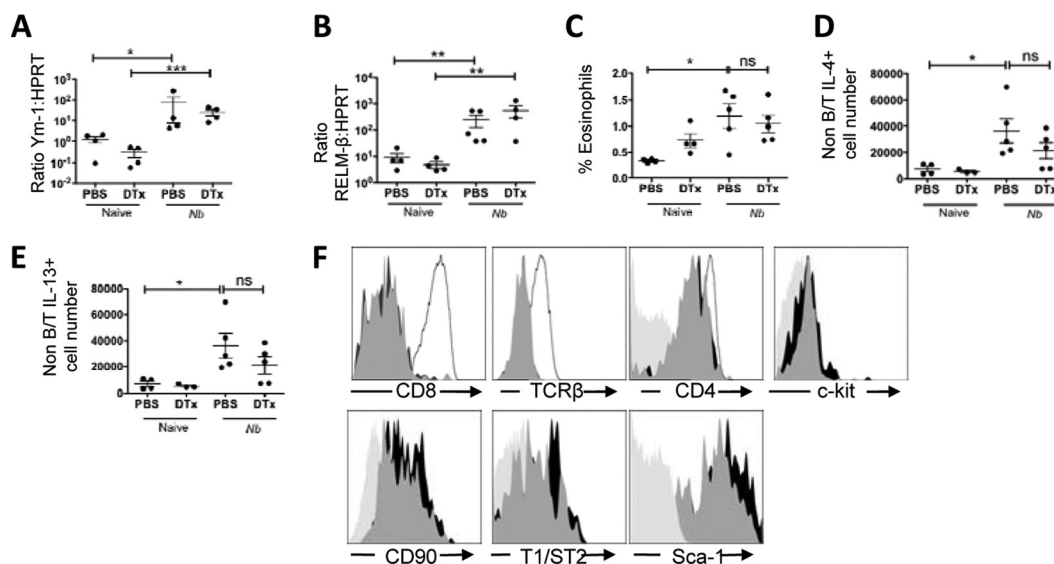 A
Ratio Ym-1:HPRT
10³
10²
10¹
10⁰
10⁻¹
10⁻²
*
***
PBS DTx PBS DTx
Naive Nb
B
Ratio
RELM-β:HPRT
10⁴
10³
10²
10¹
10⁰
**
**
PBS DTx PBS DTx
Naive Nb
C
% Eosinophils
2.0
1.5
1.0
0.5
0.0
*
ns
PBS DTx PBS DTx
Naive Nb
D
Non B/T IL-4+
cell number
80000
60000
40000
20000
0
*
ns
PBS DTx PBS DTx
Naive Nb
E
Non B/T IL-13+
cell number
80000
60000
40000
20000
0
*
ns
PBS DTx PBS DTx
Naive Nb
F
CD8
TCRβ
CD4
c-kit
CD90
T1/ST2
Sca-1